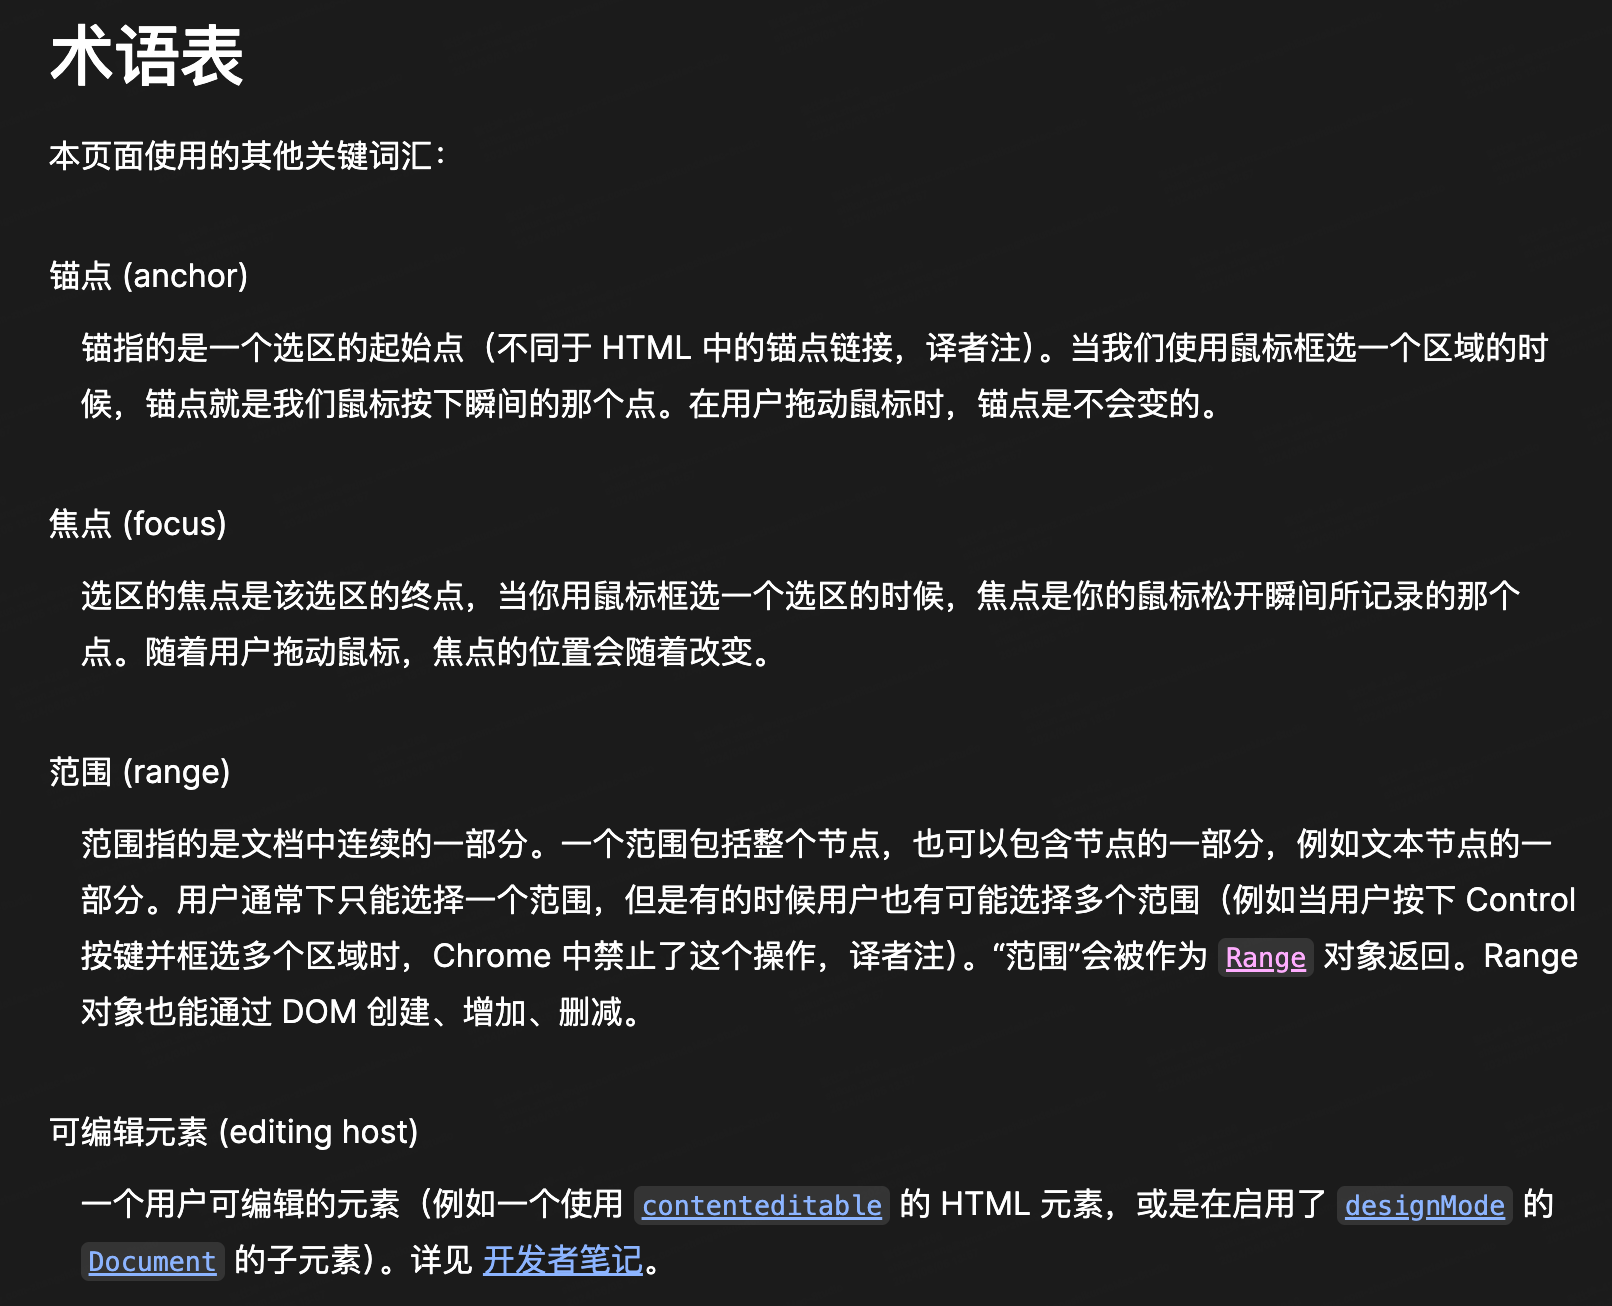 术语表
本页面使用的其他关键词汇：
锚点 (anchor)
锚指的是一个选区的起始点（不同于 HTML 中的锚点链接，译者注）。当我们使用鼠标框选一个区域的时
候，锚点就是我们鼠标按下瞬间的那个点。在用户拖动鼠标时，锚点是不会变的。
焦点 (focus)
选区的焦点是该选区的终点，当你用鼠标框选一个选区的时候，焦点是你的鼠标松开瞬间所记录的那个
点。随着用户拖动鼠标，焦点的位置会随着改变。
范围 (range)
范围指的是文档中连续的一部分。一个范围包括整个节点，也可以包含节点的一部分，例如文本节点的一
部分。用户通常下只能选择一个范围，但是有的时候用户也有可能选择多个范围（例如当用户按下 Control
按键并框选多个区域时，Chrome 中禁止了这个操作，译者注）。“范围”会被作为 Range 对象返回。Range
对象也能通过 DOM 创建、增加、删减。
可编辑元素 (editing host)
一个用户可编辑的元素（例如一个使用 contenteditable 的 HTML 元素，或是在启用了 designMode 的
Document 的子元素）。详见 开发者笔记。